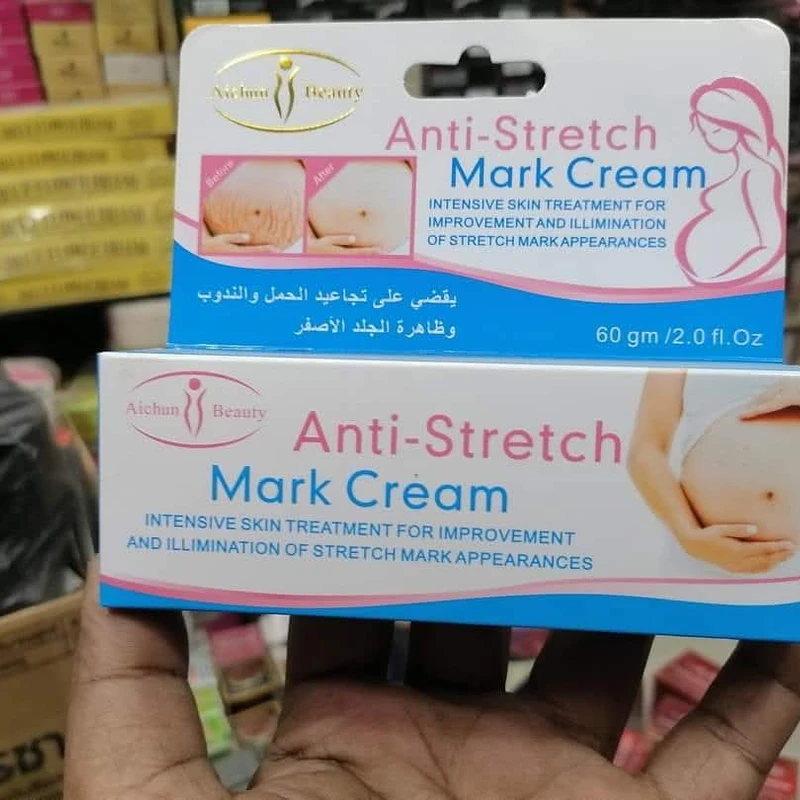 Aichun Beauty
Anti-Stretch
Mark Cream
Before
After
INTENSIVE SKIN TREATMENT FOR
IMPROVEMENT AND ILLIMINATION
OF STRETCH MARK APPEARANCES
يقضي على تجاعيد الحمل والندوب
وظاهرة الجلد الأصفر
60 gm /2.0 fl.Oz
Aichun Beauty
Anti-Stretch
Mark Cream
INTENSIVE SKIN TREATMENT FOR IMPROVEMENT
AND ILLIMINATION OF STRETCH MARK APPEARANCES